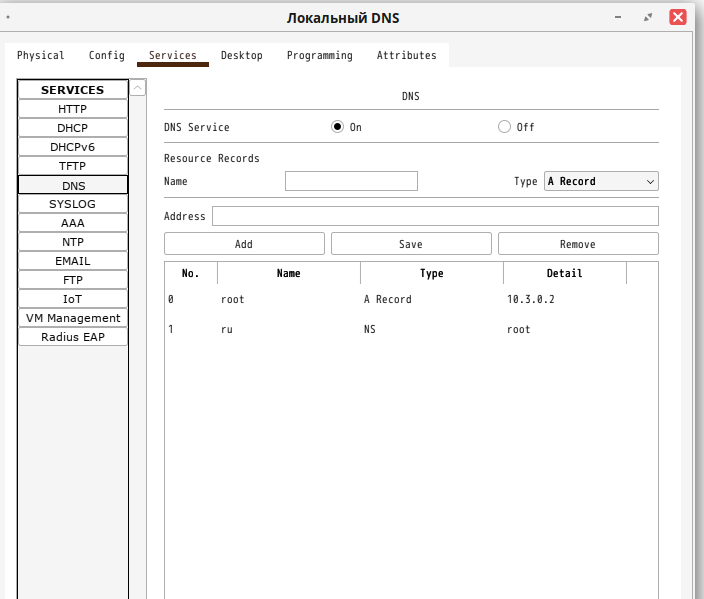 Локальный DNS
Physical Config Services Desktop Programming Attributes
SERVICES
HTTP
DHCP
DHCPv6
TFTP
DNS
SYSLOG
AAA
NTP
EMAIL
FTP
IoT
VM Management
Radius EAP
DNS
DNS Service On Off
Resource Records
Name Type A Record
Address
Add Save Remove
No. Name Type Detail
0 root A Record 10.3.0.2
1 ru NS root